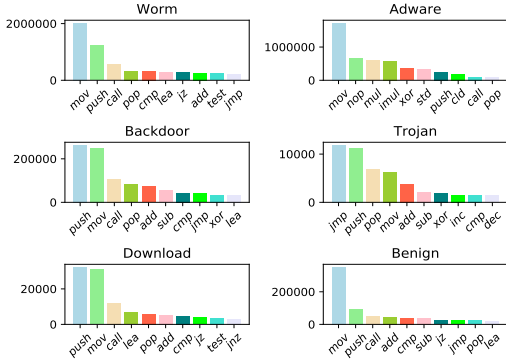 Worm
2000000
1000000
0
mov push call pop cmp lea jz add test jmp
Adware
1000000
0
mov nop mul imul xor std push cld call pop
Backdoor
200000
0
push mov call pop add sub cmp jmp xor lea
Trojan
10000
0
jmp push pop mov add sub xor inc cmp dec
Download
20000
0
push mov call lea pop add cmp jz test jnz
Benign
200000
0
mov push call add cmp sub jz jmp pop lea